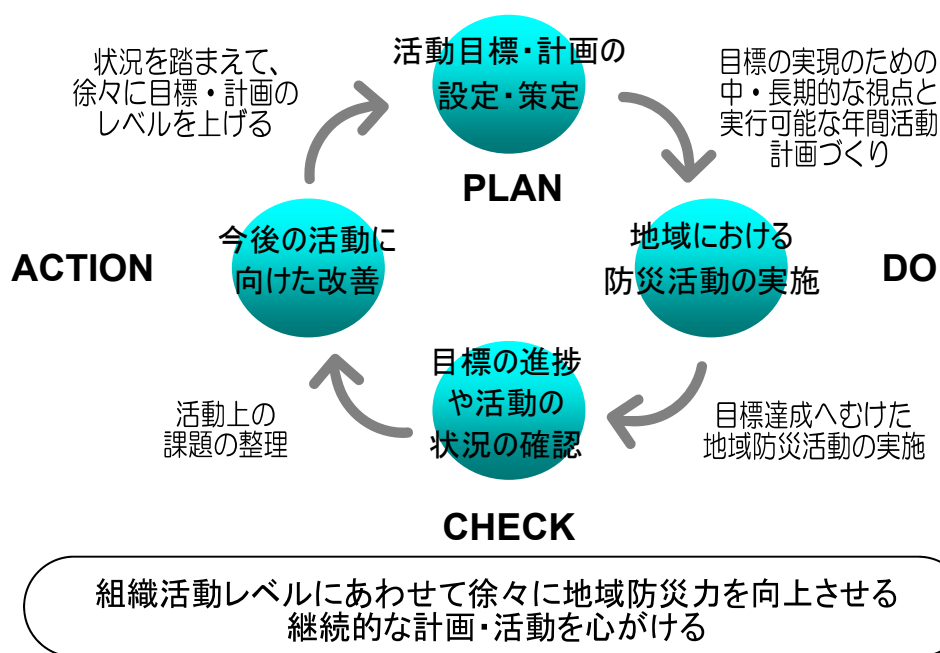 活動目標・計画の
設定・策定
PLAN
目標の実現のための
中・長期的な視点と
実行可能な年間活動
計画づくり
地域における
防災活動の実施
DO
目標達成へむけた
地域防災活動の実施
目標の進捗
や活動の
状況の確認
CHECK
活動上の
課題の整理
今後の活動に
向けた改善
ACTION
状況を踏まえて、
徐々に目標・計画の
レベルを上げる
組織活動レベルにあわせて徐々に地域防災力を向上させる
継続的な計画・活動を心がける